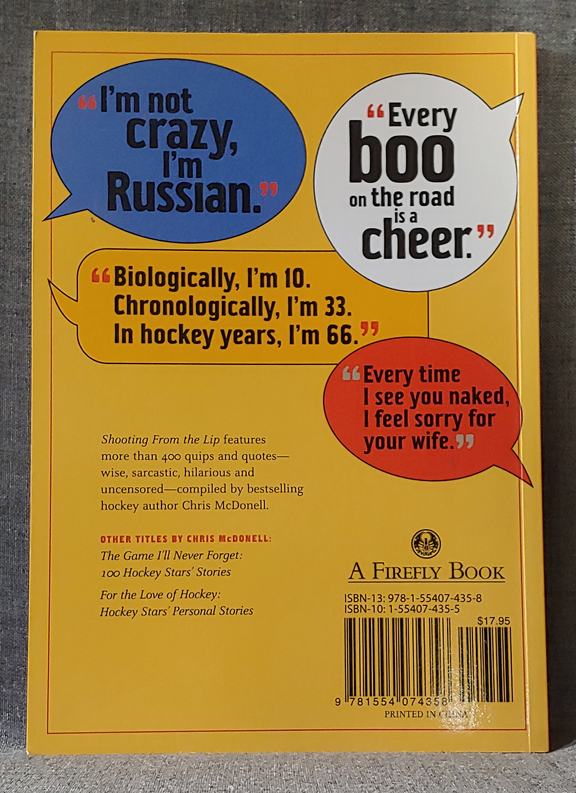 “I’m not
crazy,
I’m
Russian.”
“Every
boo
on the road
is a
cheer.”
“Biologically, I’m 10.
Chronologically, I’m 33.
In hockey years, I’m 66.”
“Every time
I see you naked,
I feel sorry for
your wife.”
Shooting From the Lip features
more than 400 quips and quotes—
wise, sarcastic, hilarious and
uncensored—compiled by bestselling
hockey author Chris McDonell.
OTHER TITLES BY CHRIS McDONELL:
The Game I’ll Never Forget:
100 Hockey Stars’ Stories
For the Love of Hockey:
Hockey Stars’ Personal Stories
A FIREFLY BOOK
ISBN-13: 978-1-55407-435-8
ISBN-10: 1-55407-435-5
$17.95
9 781554 074358
PRINTED IN CHINA